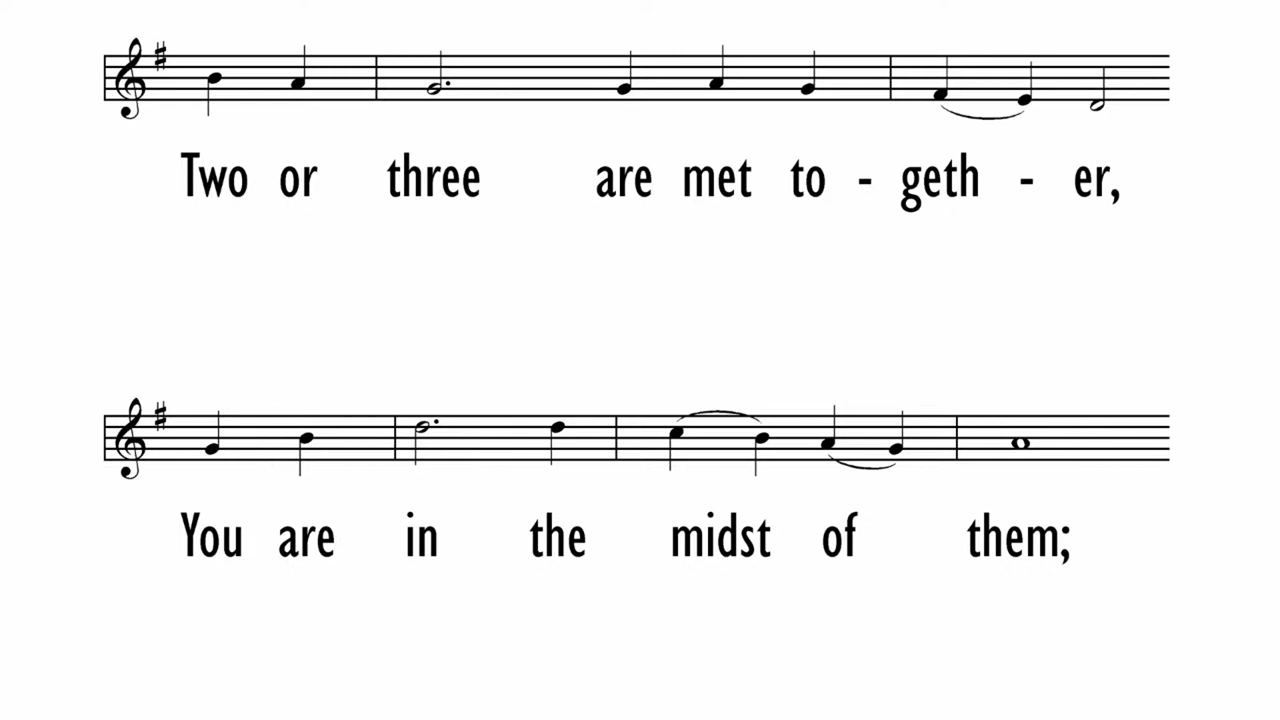 Two or three are met to - geth - er,
You are in the midst of them;